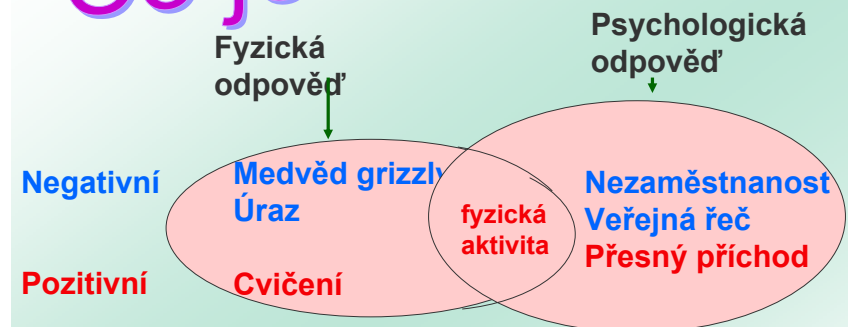 Fyzická
odpověď
Psychologická
odpověď
Negativní
Medvěd grizzly
Úraz
fyzická
aktivita
Nezaměstnanost
Veřejná řeč
Přesný příchod
Pozitivní
Cvičení